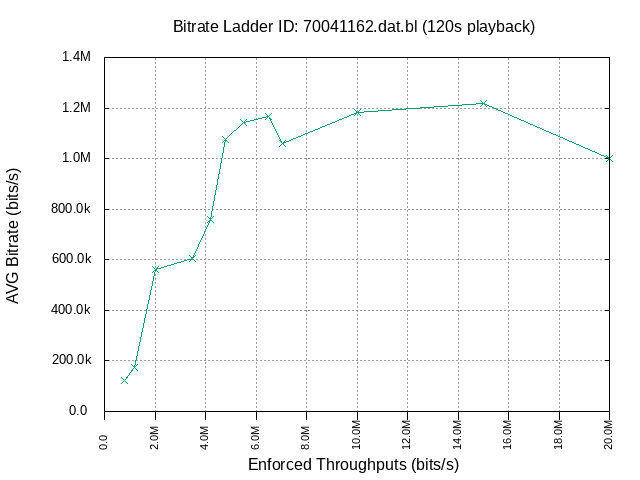 Bitrate Ladder ID: 70041162.dat.bl (120s playback)
1.4M
1.2M
1.0M
800.0k
600.0k
400.0k
200.0k
0.0
AVG Bitrate (bits/s)
0.0
2.0M
4.0M
6.0M
8.0M
10.0M
12.0M
14.0M
16.0M
18.0M
20.0M
Enforced Throughputs (bits/s)